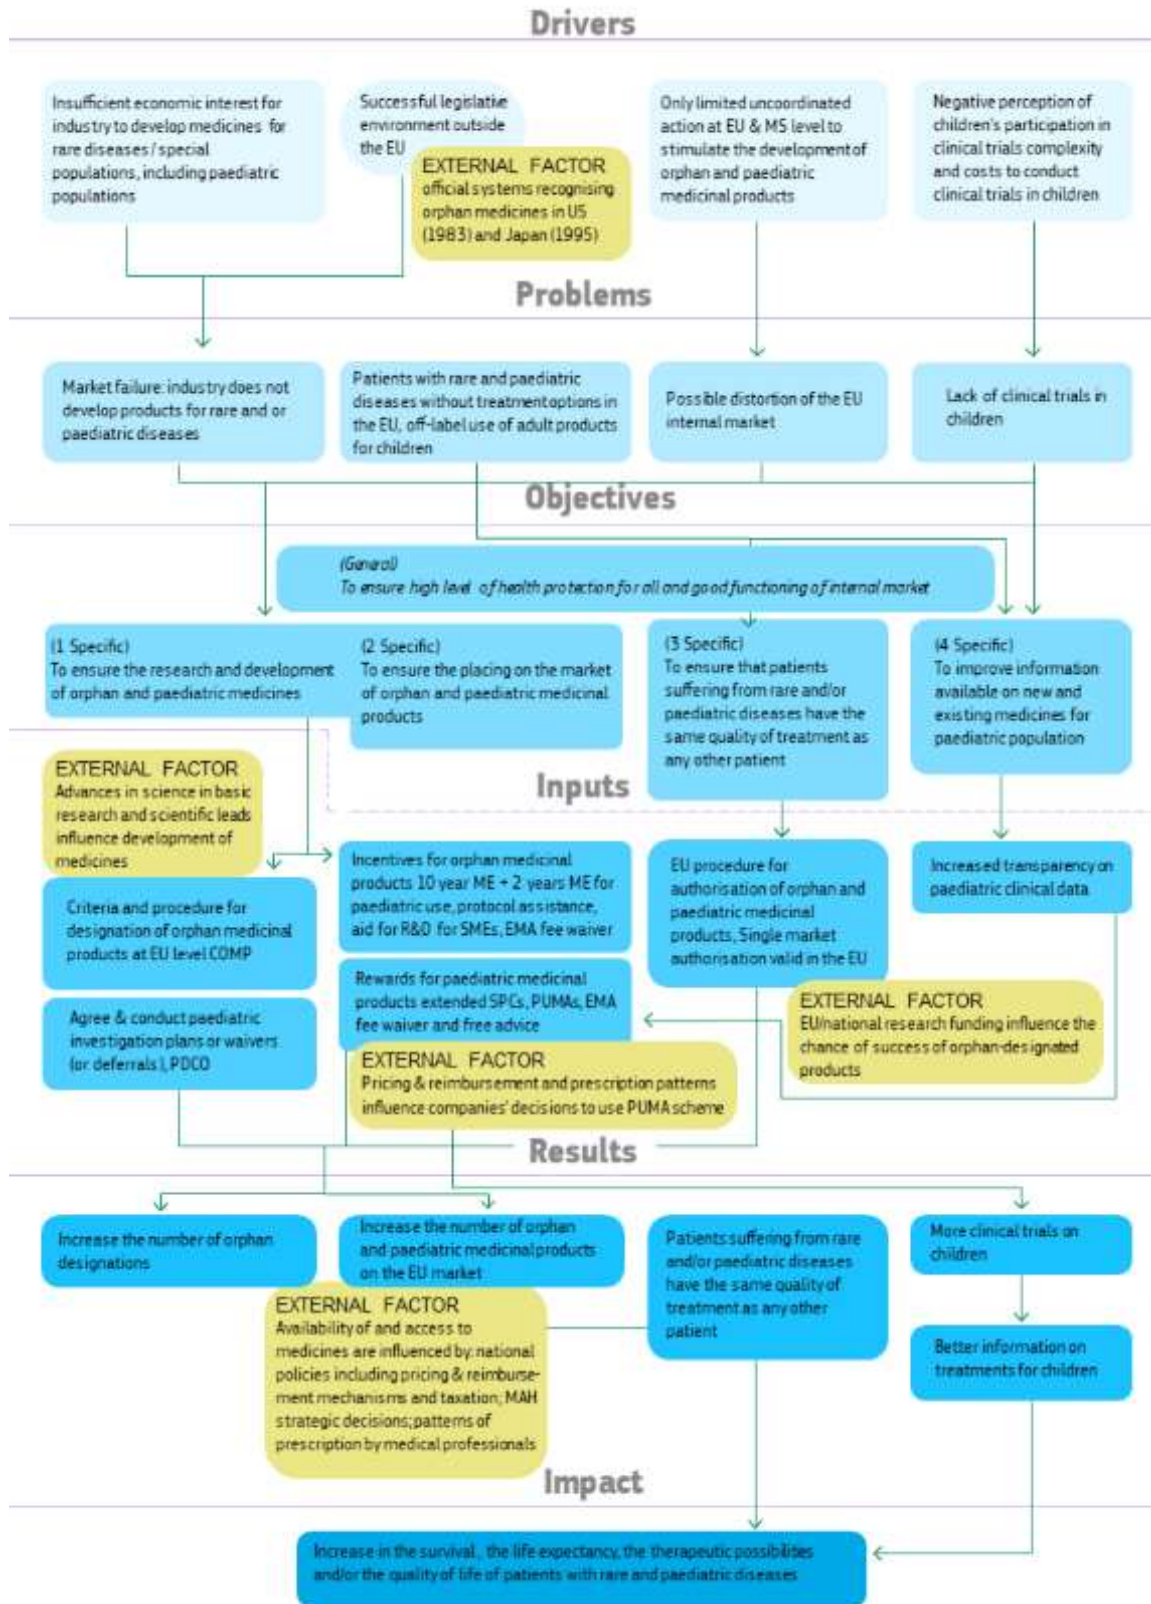 Drivers
Insufficient economic interest for
industry to develop medicines for
rare diseases / special
populations, including paediatric
populations
Successful legislative
environment outside
the EU
EXTERNAL FACTOR
official systems recognising
orphan medicines in US
(1983) and Japan (1995)
Only limited uncoordinated
action at EU & MS level to
stimulate the development of
orphan and paediatric
medicinal products
Negative perception of
children's participation in
clinical trials complexity
and costs to conduct
clinical trials in children
Problems
Market failure: industry does not
develop products for rare and or
paediatric diseases
Patients with rare and paediatric
diseases without treatment options in
the EU, off-label use of adult products
for children
Possible distortion of the EU
internal market
Lack of clinical trials in
children
Objectives
(General)
To ensure high level of health protection for all and good functioning of internal market
(1 Specific)
To ensure the research and development
of orphan and paediatric medicines
(2 Specific)
To ensure the placing on the market
of orphan and paediatric medicinal
products
(3 Specific)
To ensure that patients
suffering from rare and/or
paediatric diseases have the
same quality of treatment as
any other patient
(4 Specific)
To improve information
available on new and
existing medicines for
paediatric population
Inputs
EXTERNAL FACTOR
Advances in science in basic
research and scientific leads
influence development of
medicines
Criteria and procedure for
designation of orphan medicinal
products at EU level COMP
Agree & conduct paediatric
investigation plans or waivers
(or deferrals), PDCO
Incentives for orphan medicinal
products 10 year ME + 2 years ME for
paediatric use, protocol assistance,
aid for R&D for SMEs, EMA fee waiver
Rewards for paediatric medicinal
products extended SPCs, PUMAs, EMA
fee waiver and free advice
EXTERNAL FACTOR
Pricing & reimbursement and prescription patterns
influence companies' decisions to use PUMA scheme
EU procedure for
authorisation of orphan and
paediatric medicinal
products, Single market
authorisation valid in the EU
EXTERNAL FACTOR
EU/national research funding influence the
chance of success of orphan-designated
products
Increased transparency on
paediatric clinical data
Results
Increase the number of orphan
designations
Increase the number of orphan
and paediatric medicinal products
on the EU market
EXTERNAL FACTOR
Availability of and access to
medicines are influenced by: national
policies including pricing & reimburse-
ment mechanisms and taxation; MAH
strategic decisions; patterns of
prescription by medical professionals
Patients suffering from rare
and/or paediatric diseases
have the same quality of
treatment as any other
patient
More clinical trials on
children
Better information on
treatments for children
Impact
Increase in the survival, the life expectancy, the therapeutic possibilities
and/or the quality of life of patients with rare and paediatric diseases